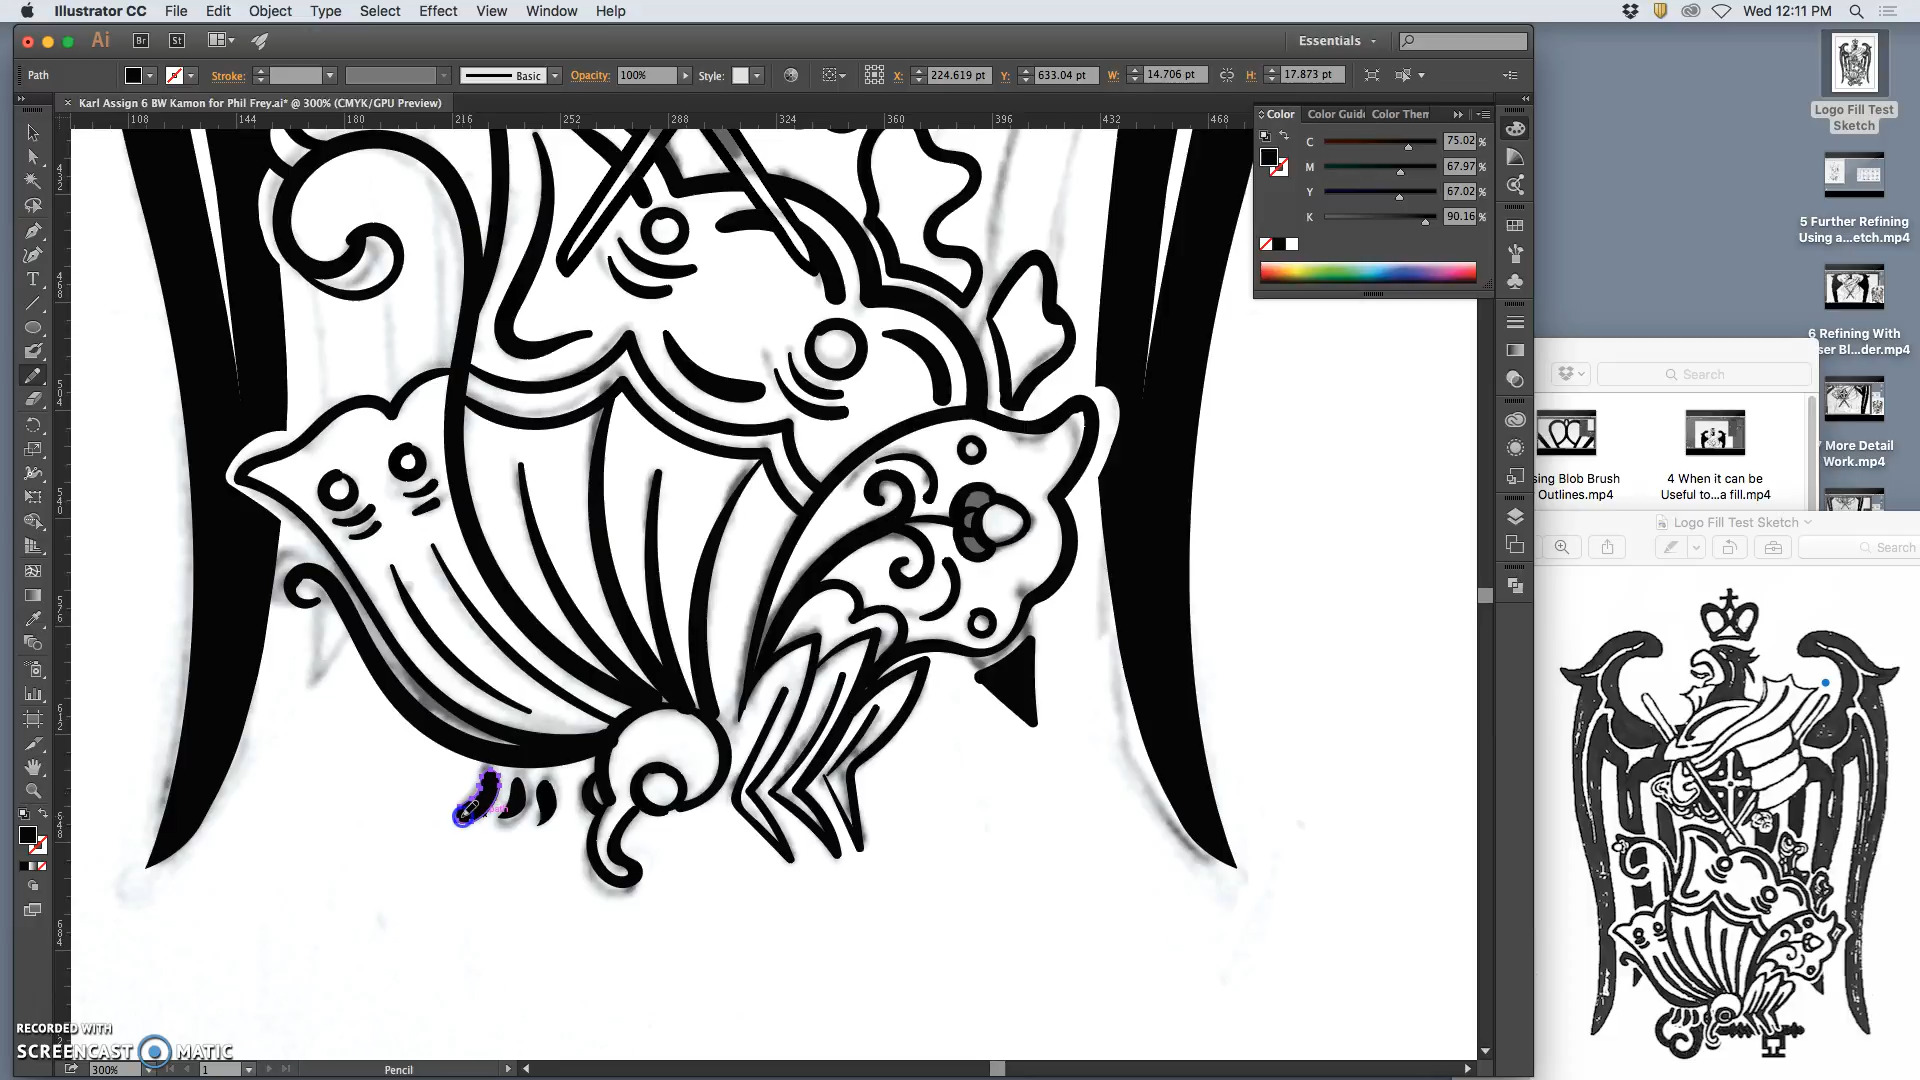 Illustrator CC File Edit Object Type Select Effect View Window Help
Wed 12:11 PM
Ai Br St
Essentials
Path
Stroke:
Basic
Opacity: 100%
Style:
X: 224.619 pt
Y: 633.04 pt
W: 14.706 pt
H: 17.873 pt
Karl Assign 6 BW Kamon for Phil Frey.ai* @ 300% (CMYK/GPU Preview)
108 144 180 216 252 288 324 360 396 432 468
Color Color Guide Color Them
C 75.02 %
M 67.97 %
Y 67.02 %
K 90.16 %
Logo Fill Test
Sketch
5 Further Refining
Using a...etch.mp4
6 Refining With
ser Bl...der.mp4
Search
More Detail
Work.mp4
sing Blob Brush
Outlines.mp4
4 When it can be
Useful to...a fill.mp4
Logo Fill Test Sketch
Search
path
RECORDED WITH
SCREENCAST MATIC
300%
1
Pencil